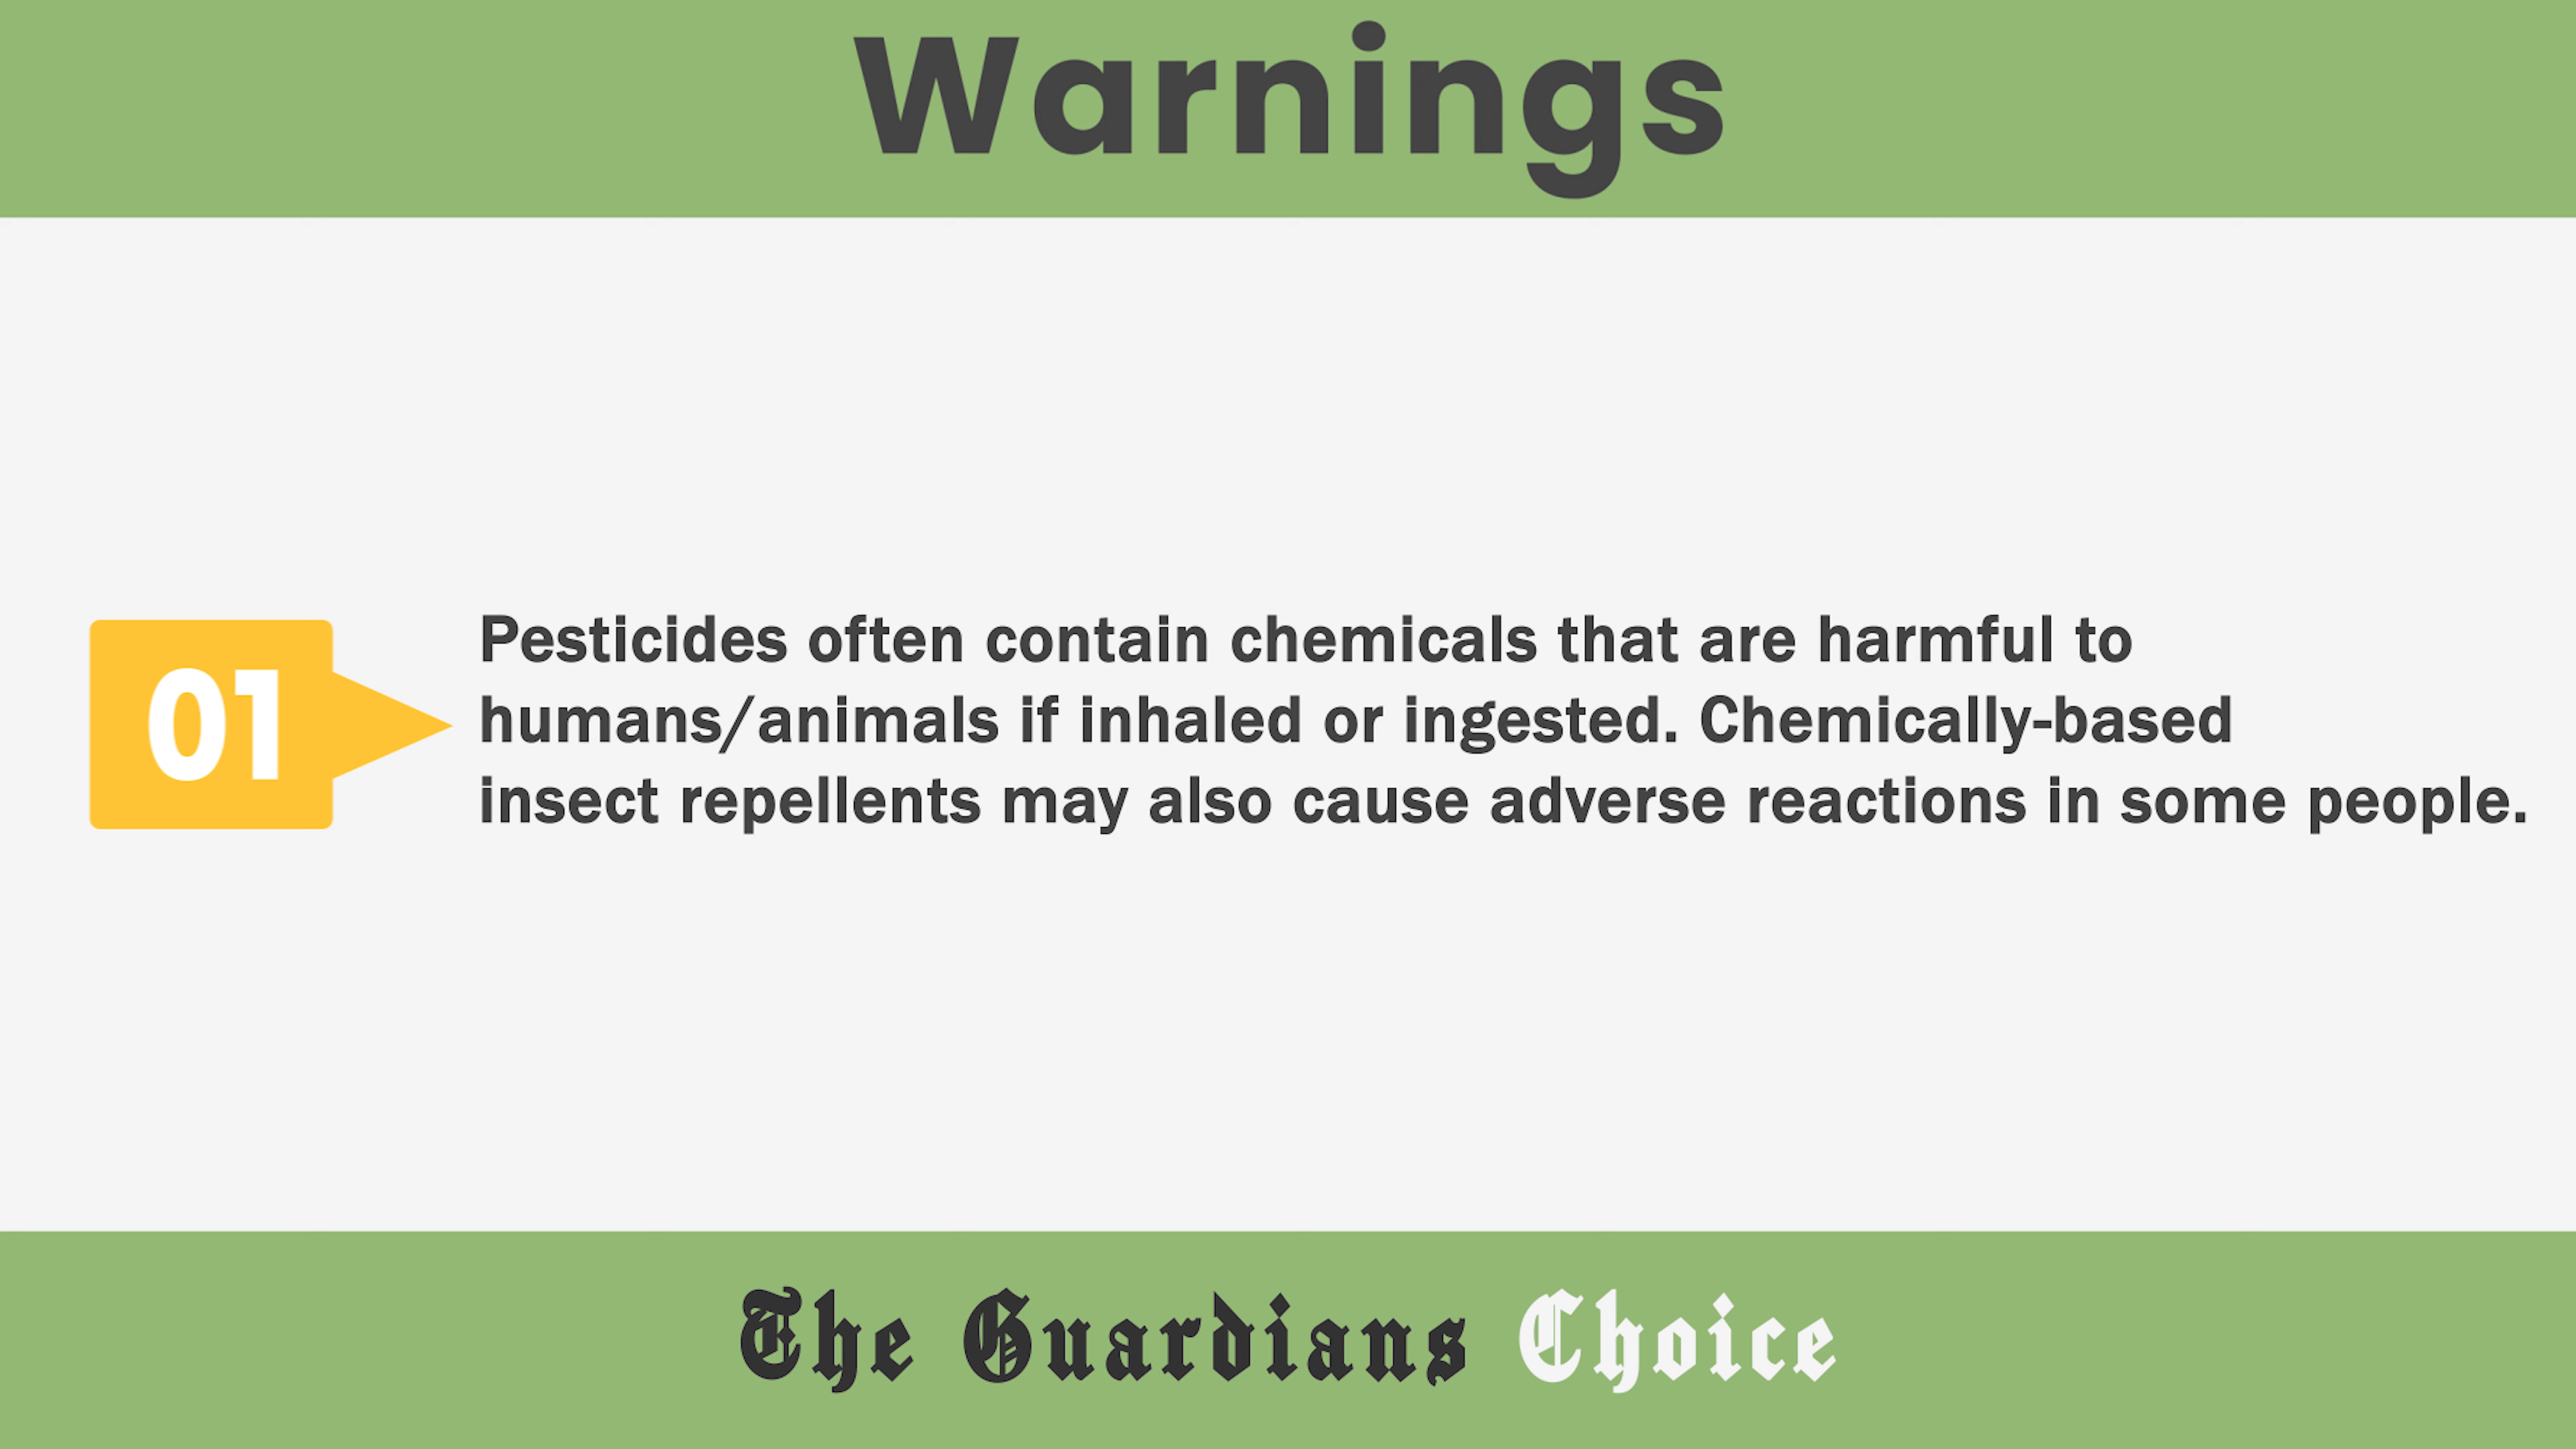 Warnings
01
Pesticides often contain chemicals that are harmful to
humans/animals if inhaled or ingested. Chemically-based
insect repellents may also cause adverse reactions in some people.
The Guardians Choice